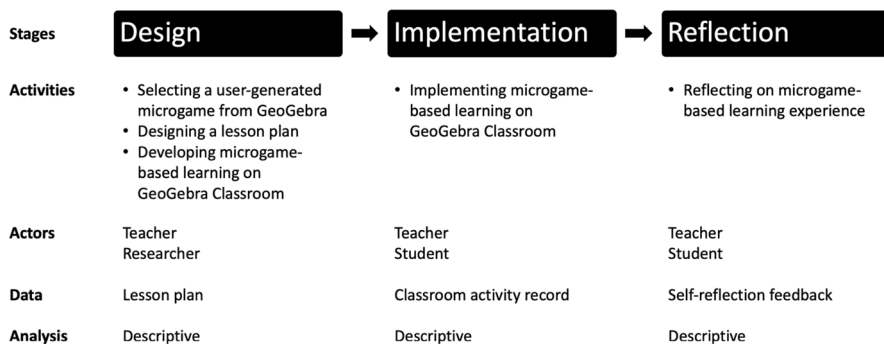 Stages Design Implementation Reflection
Activities • Selecting a user-generated • Implementing microgame- • Reflecting on microgame-
microgame from GeoGebra based learning on based learning experience
• Designing a lesson plan GeoGebra Classroom
• Developing microgame-
based learning on
GeoGebra Classroom
Actors Teacher Teacher Teacher
Researcher Student Student
Data Lesson plan Classroom activity record Self-reflection feedback
Analysis Descriptive Descriptive Descriptive